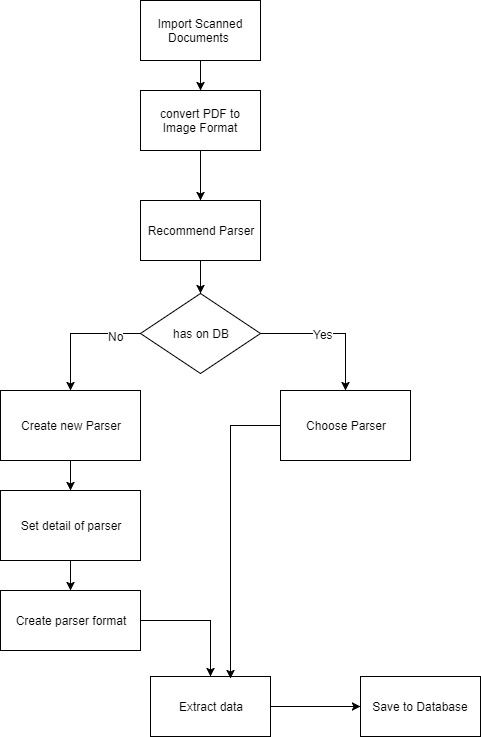 Import Scanned
Documents
convert PDF to
Image Format
Recommend Parser
has on DB
No
Yes
Create new Parser
Choose Parser
Set detail of parser
Create parser format
Extract data
Save to Database